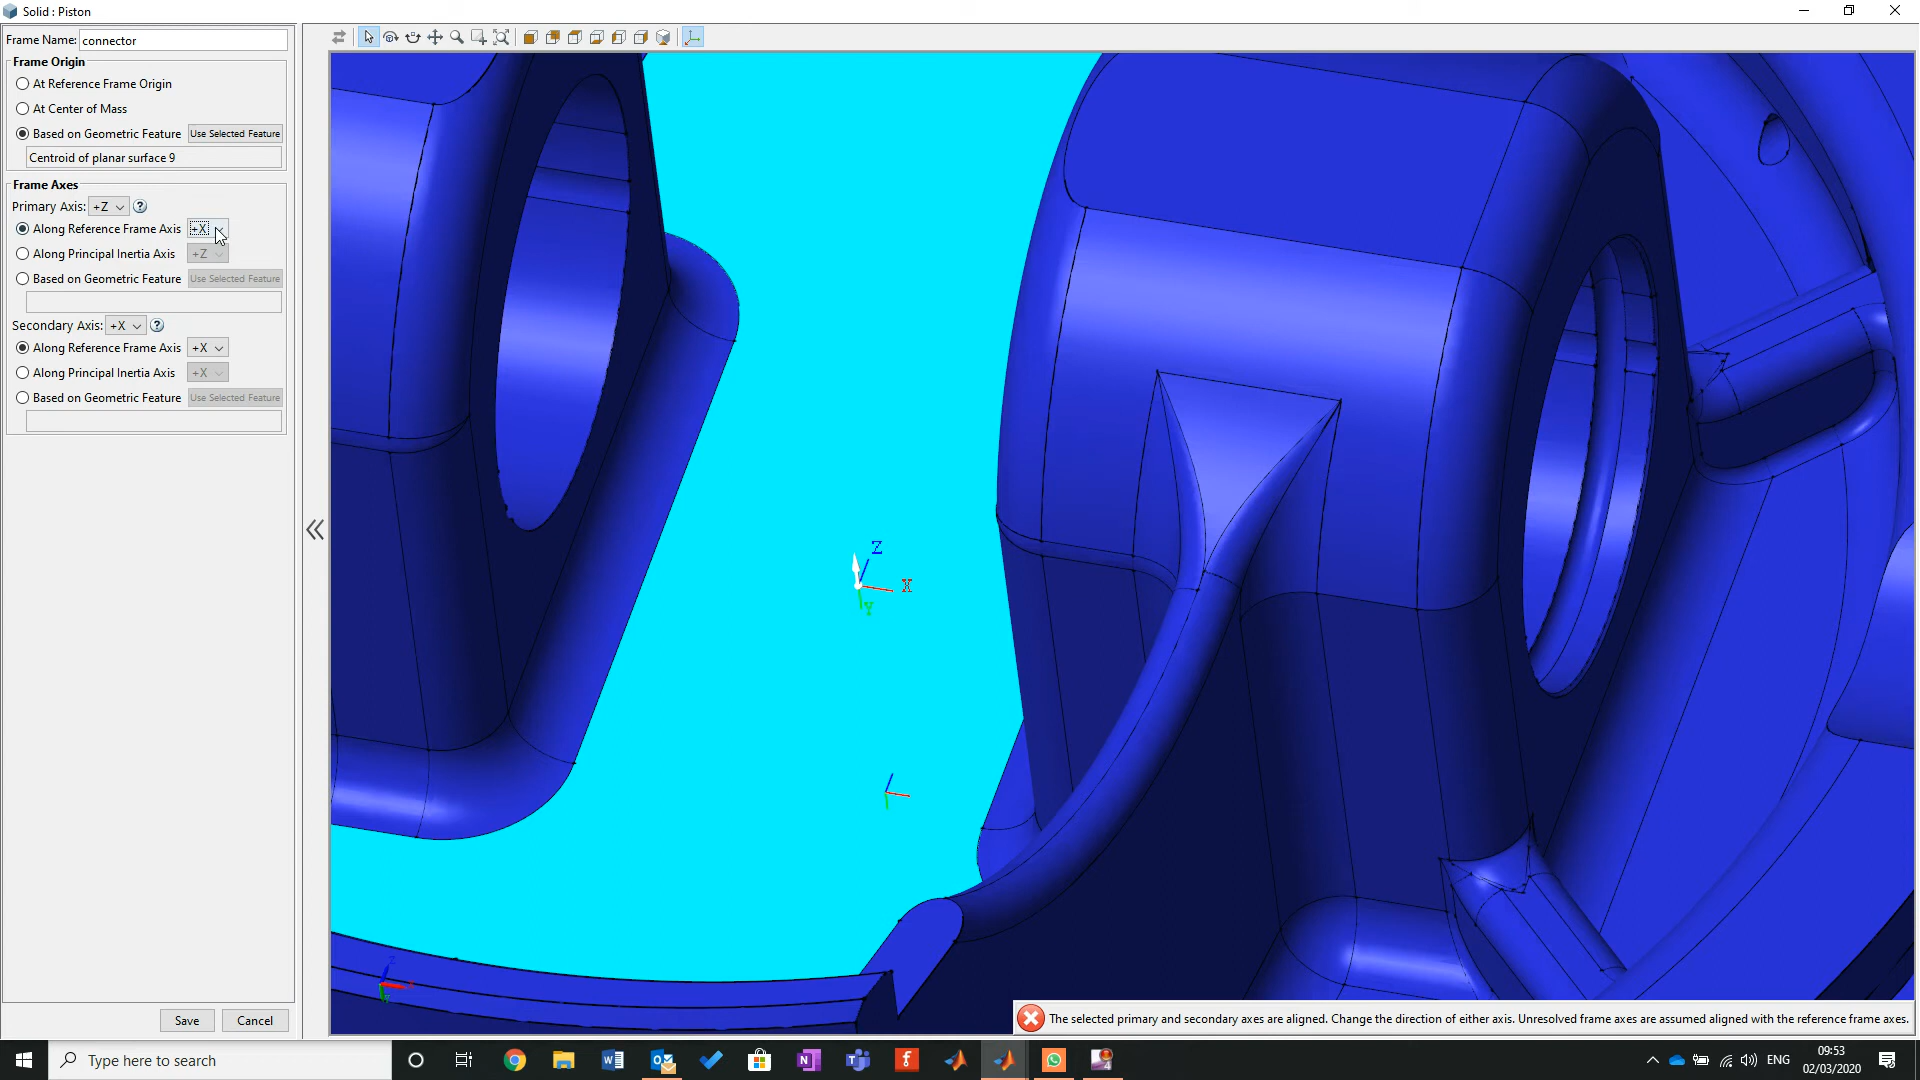 Solid : Piston
Frame Name: connector
Frame Origin
At Reference Frame Origin
At Center of Mass
Based on Geometric Feature Use Selected Feature
Centroid of planar surface 9
Frame Axes
Primary Axis: +Z
Along Reference Frame Axis +X
Along Principal Inertia Axis +Z
Based on Geometric Feature Use Selected Feature
Secondary Axis: +X
Along Reference Frame Axis +X
Along Principal Inertia Axis +X
Based on Geometric Feature Use Selected Feature
Z
X
Y
Z
Save Cancel
The selected primary and secondary axes are aligned. Change the direction of either axis. Unresolved frame axes are assumed aligned with the reference frame axes.
Type here to search
ENG
09:53
02/03/2020